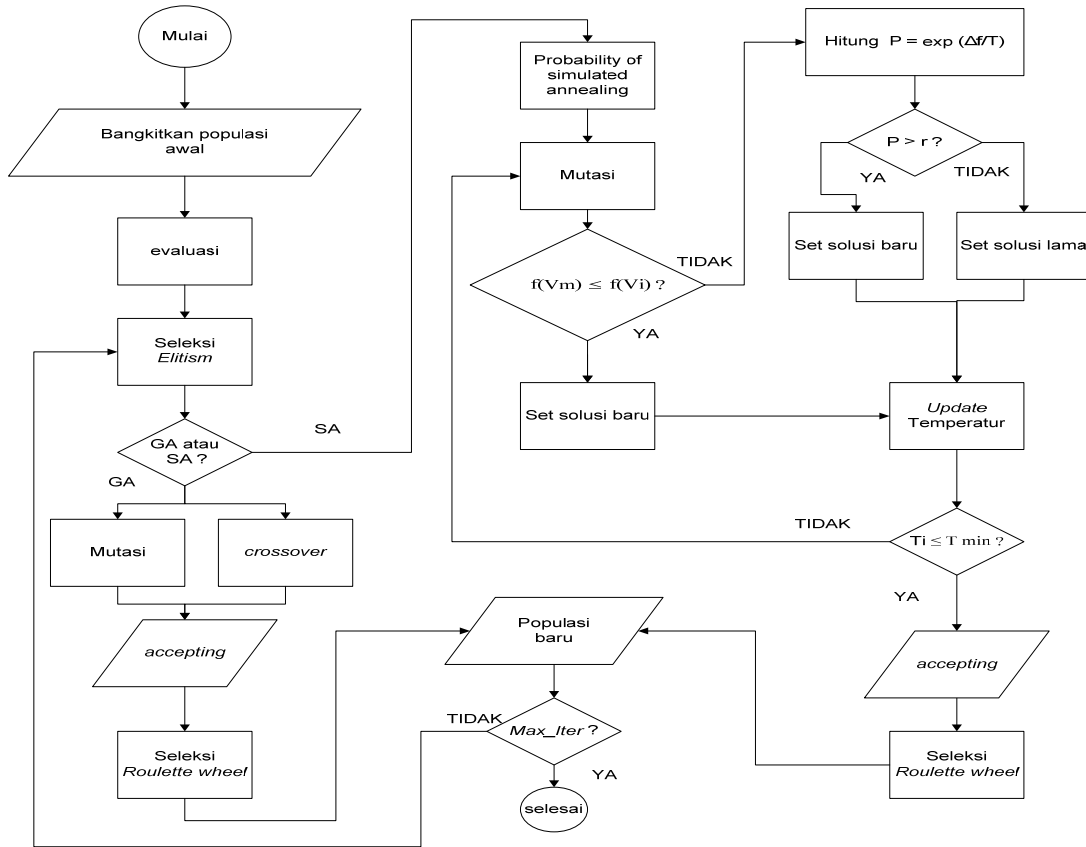 Mulai
Bangkitkan populasi
awal
evaluasi
Seleksi
Elitism
GA atau
SA ?
SA
GA
Mutasi
crossover
accepting
Seleksi
Roulette wheel
Probability of
simulated
annealing
Mutasi
f(Vm) ≤ f(Vi) ?
TIDAK
YA
Set solusi baru
Hitung P = exp (Δf/T)
P > r ?
YA
TIDAK
Set solusi baru
Set solusi lama
Update
Temperatur
Ti ≤ T min ?
TIDAK
YA
accepting
Seleksi
Roulette wheel
Populasi
baru
Max_Iter ?
TIDAK
YA
selesai